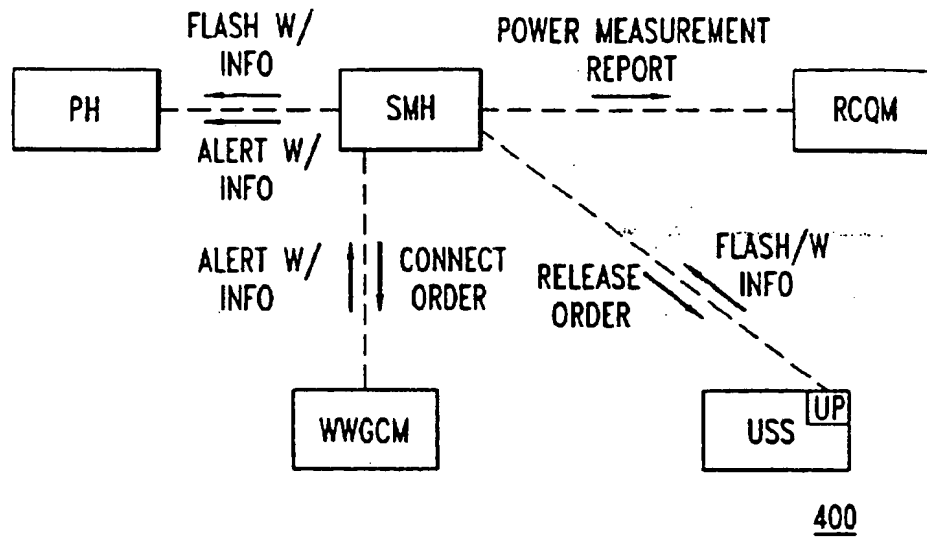 FLASH W/
INFO
POWER MEASUREMENT
REPORT
PH
SMH
RCQM
ALERT W/
INFO
ALERT W/
INFO
CONNECT
ORDER
RELEASE
ORDER
FLASH/W
INFO
WWGCM
USS
UP
400